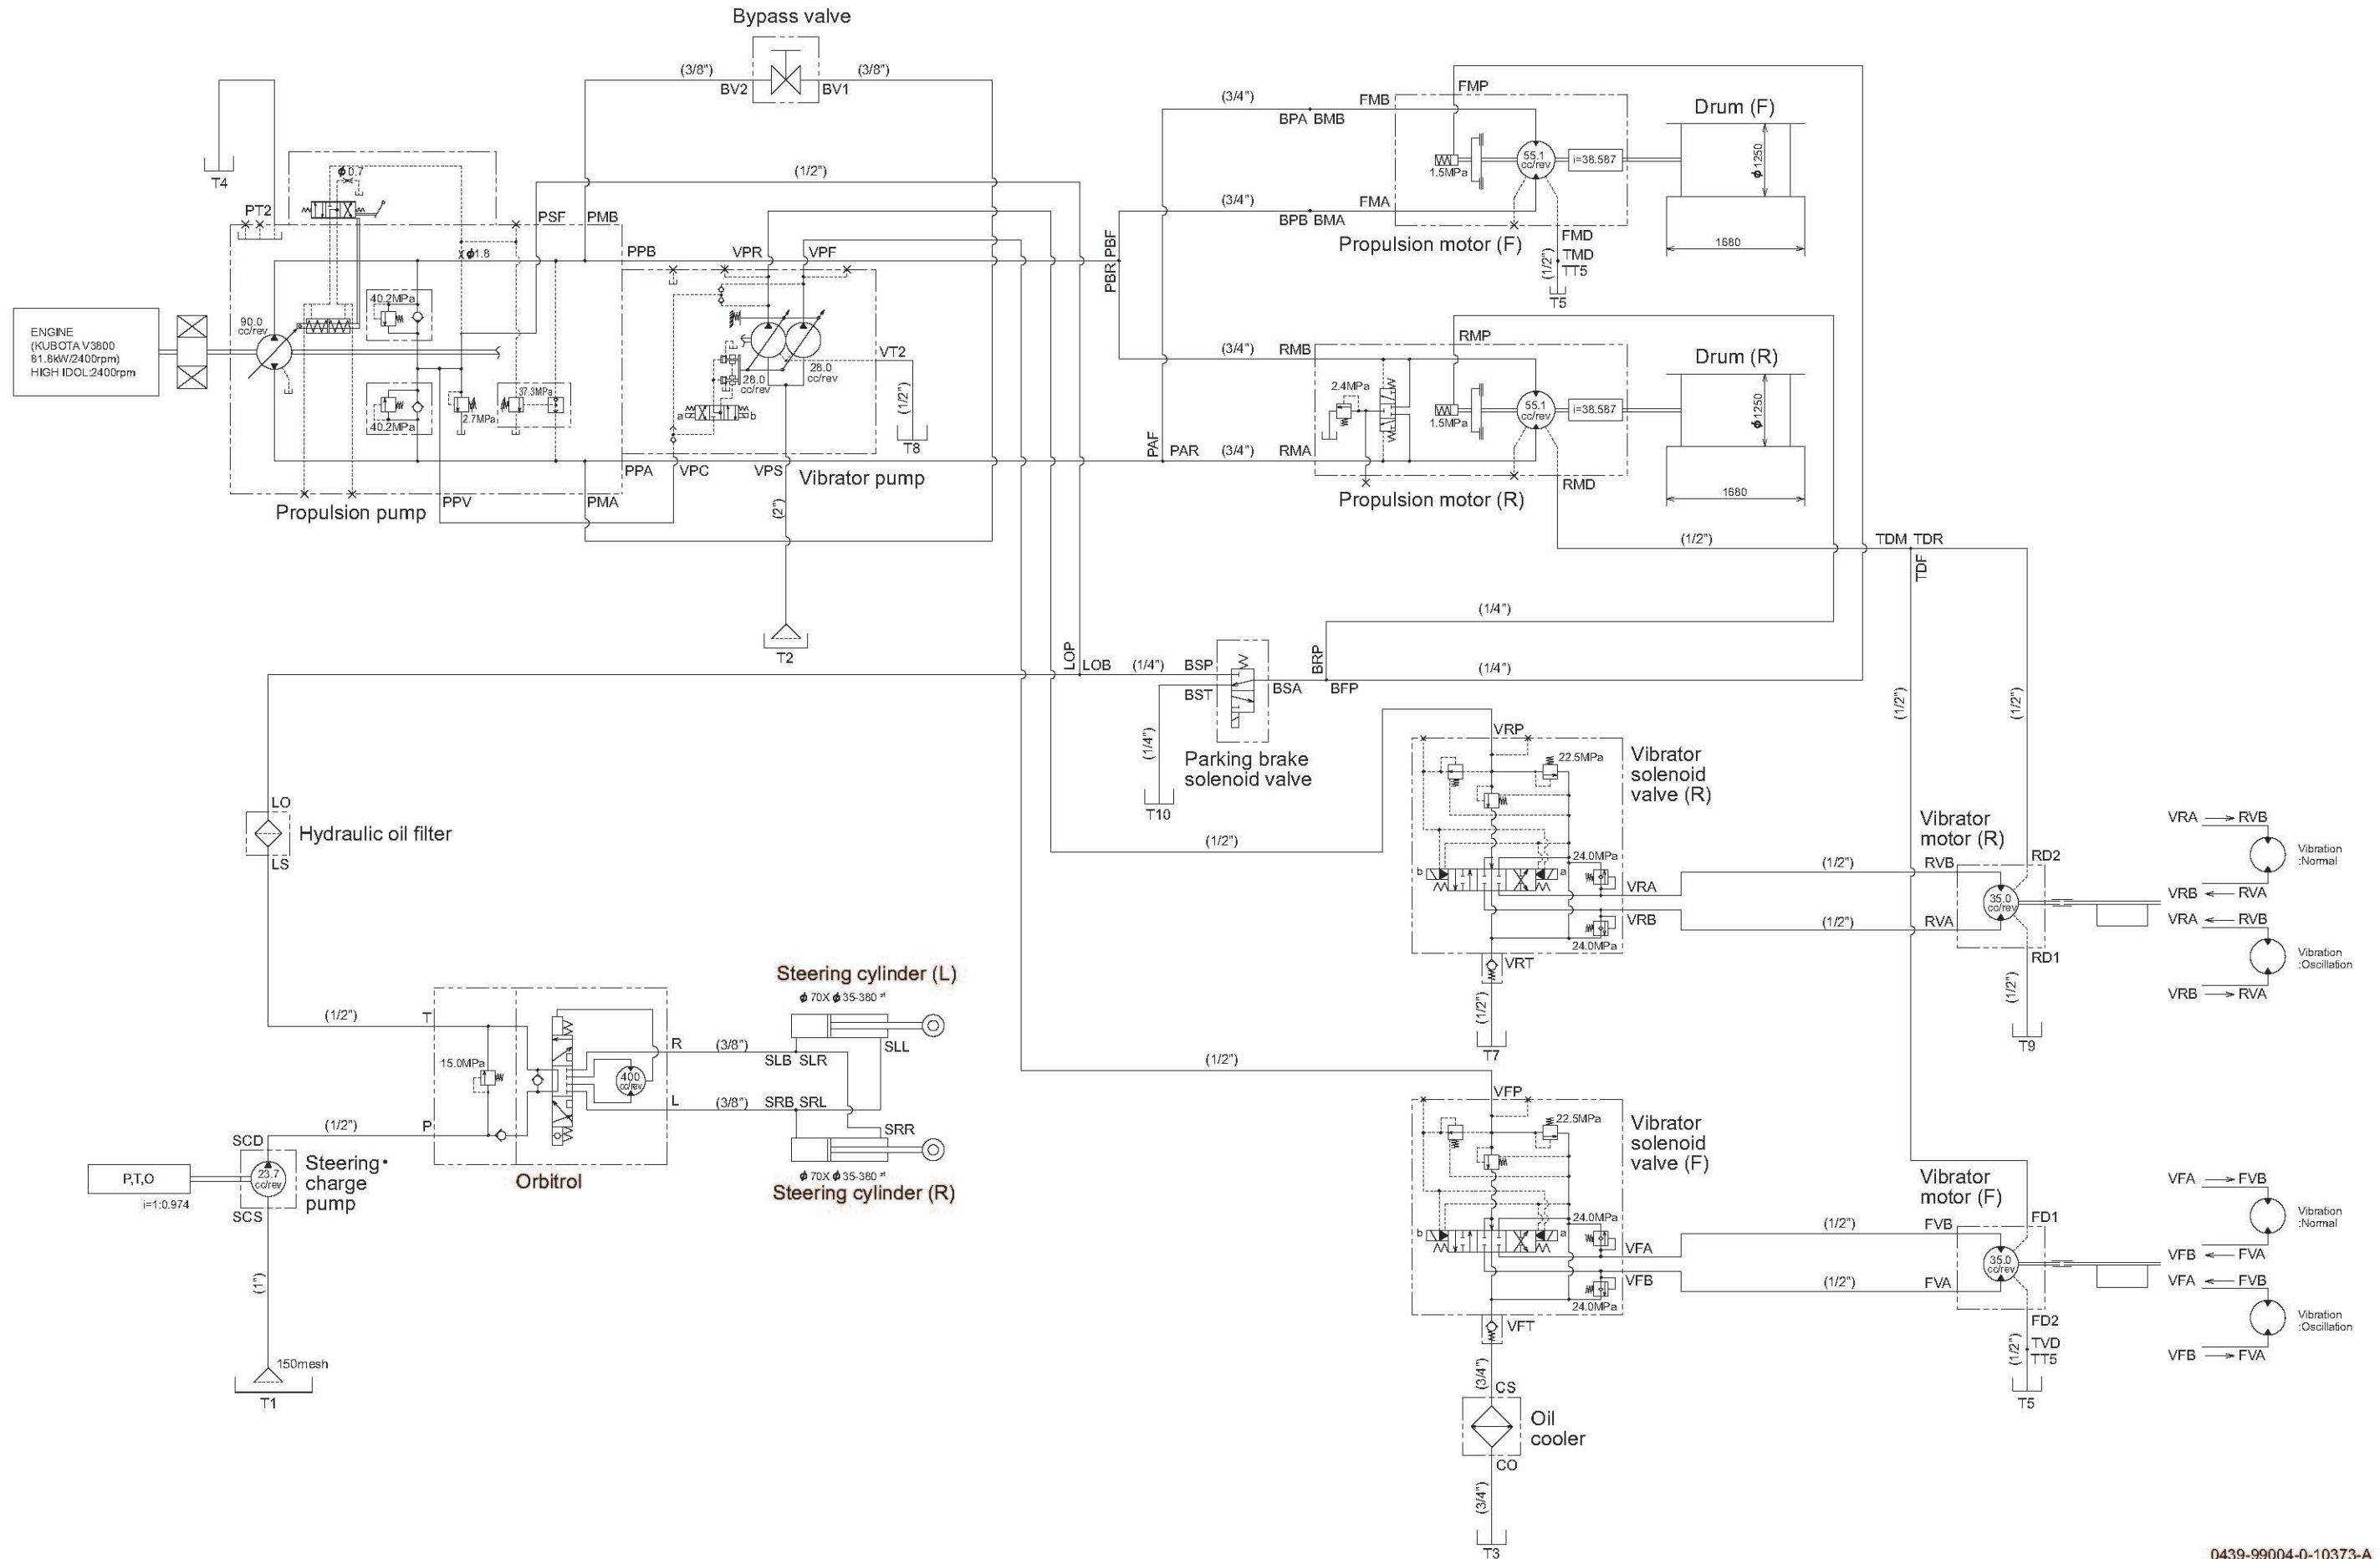 Bypass valve
(3/8")
(3/8")
BV2
BV1
T4
PT2
ϕ0.7
ϕ1.8
(1/2")
PSF
PMB
PPB
VPR
VPF
ENGINE
(KUBOTA V3800
81.8kW/2400rpm)
HIGH IDOL:2400rpm
90.0
cc/rev
40.2MPa
40.2MPa
2.7MPa
37.3MPa
28.0
cc/rev
28.0
cc/rev
a
b
VT2
(1/2")
T8
PPA
VPC
VPS
Vibrator pump
PPV
PMA
Propulsion pump
(2")
T2
(3/4")
FMB
BPA BMB
FMP
1.5MPa
55.1
cc/rev
i=38.587
Drum (F)
ϕ1250
1680
(3/4")
FMA
BPB BMA
Propulsion motor (F)
FMD
TMD
TT5
(1/2")
T5
PBR PBF
(3/4")
RMB
RMP
2.4MPa
1.5MPa
55.1
cc/rev
i=38.587
Drum (R)
ϕ1250
1680
PAF
PAR
(3/4")
RMA
RMD
Propulsion motor (R)
(1/2")
TDM TDR
TDF
(1/4")
BRP
(1/4")
BFP
LOP
LOB
(1/4")
BSP
BSA
BST
(1/4")
T10
Parking brake
solenoid valve
(1/2")
(1/2")
LO
Hydraulic oil filter
LS
(1/2")
VRP
22.5MPa
Vibrator
solenoid
valve (R)
24.0MPa
b
a
VRA
VRB
24.0MPa
VRT
(1/2")
T7
Vibrator
motor (R)
(1/2")
RVB
RD2
35.0
cc/rev
(1/2")
RVA
RD1
(1/2")
T9
VRA
RVB
Vibration
:Normal
VRB
RVA
VRA
RVB
Vibration
:Oscillation
VRB
RVA
Steering cylinder (L)
ϕ70X ϕ35-380 st
SLL
SLB SLR
(1/2")
T
15.0MPa
R
(3/8")
400
cc/rev
L
(3/8")
SRB SRL
SRR
(1/2")
P
Orbitrol
ϕ70X ϕ35-380 st
Steering cylinder (R)
SCD
P,T,O
i=1:0.974
23.7
cc/rev
Steering•
charge
pump
SCS
(1")
150mesh
T1
(1/2")
VFP
22.5MPa
Vibrator
solenoid
valve (F)
24.0MPa
b
a
VFA
VFB
24.0MPa
VFT
(3/4")
CS
Oil
cooler
CO
(3/4")
T3
Vibrator
motor (F)
(1/2")
FVB
FD1
35.0
cc/rev
(1/2")
FVA
FD2
(1/2")
TVD
TT5
T5
VFA
FVB
Vibration
:Normal
VFB
FVA
VFA
FVB
Vibration
:Oscillation
VFB
FVA
0439-99004-0-10373-A